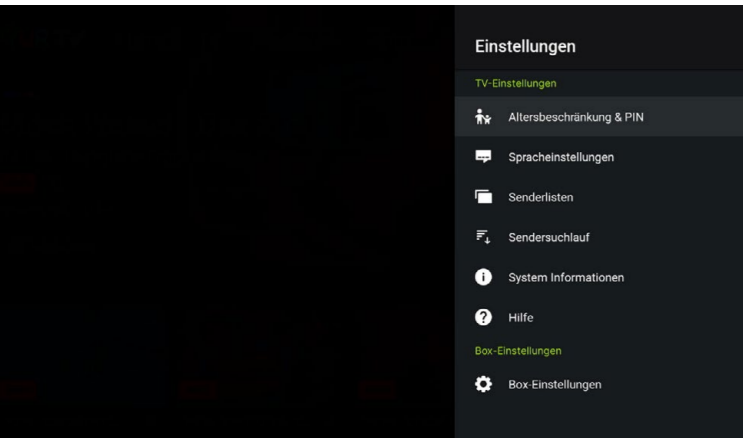 Einstellungen
TV-Einstellungen
Altersbeschränkung & PIN
Spracheinstellungen
Senderlisten
Sendersuchlauf
System Informationen
Hilfe
Box-Einstellungen
Box-Einstellungen